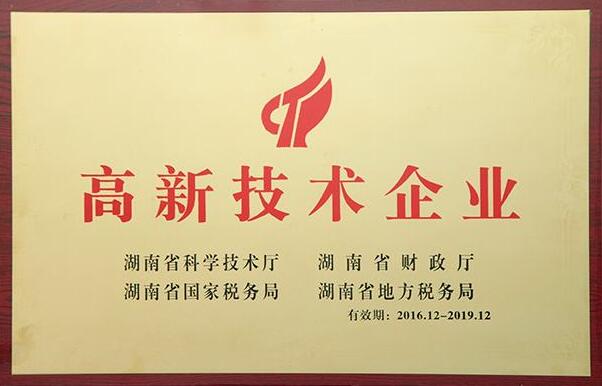 高新技术企业
湖南省科学技术厅 湖南省财政厅
湖南省国家税务局 湖南省地方税务局
有效期：2016.12-2019.12